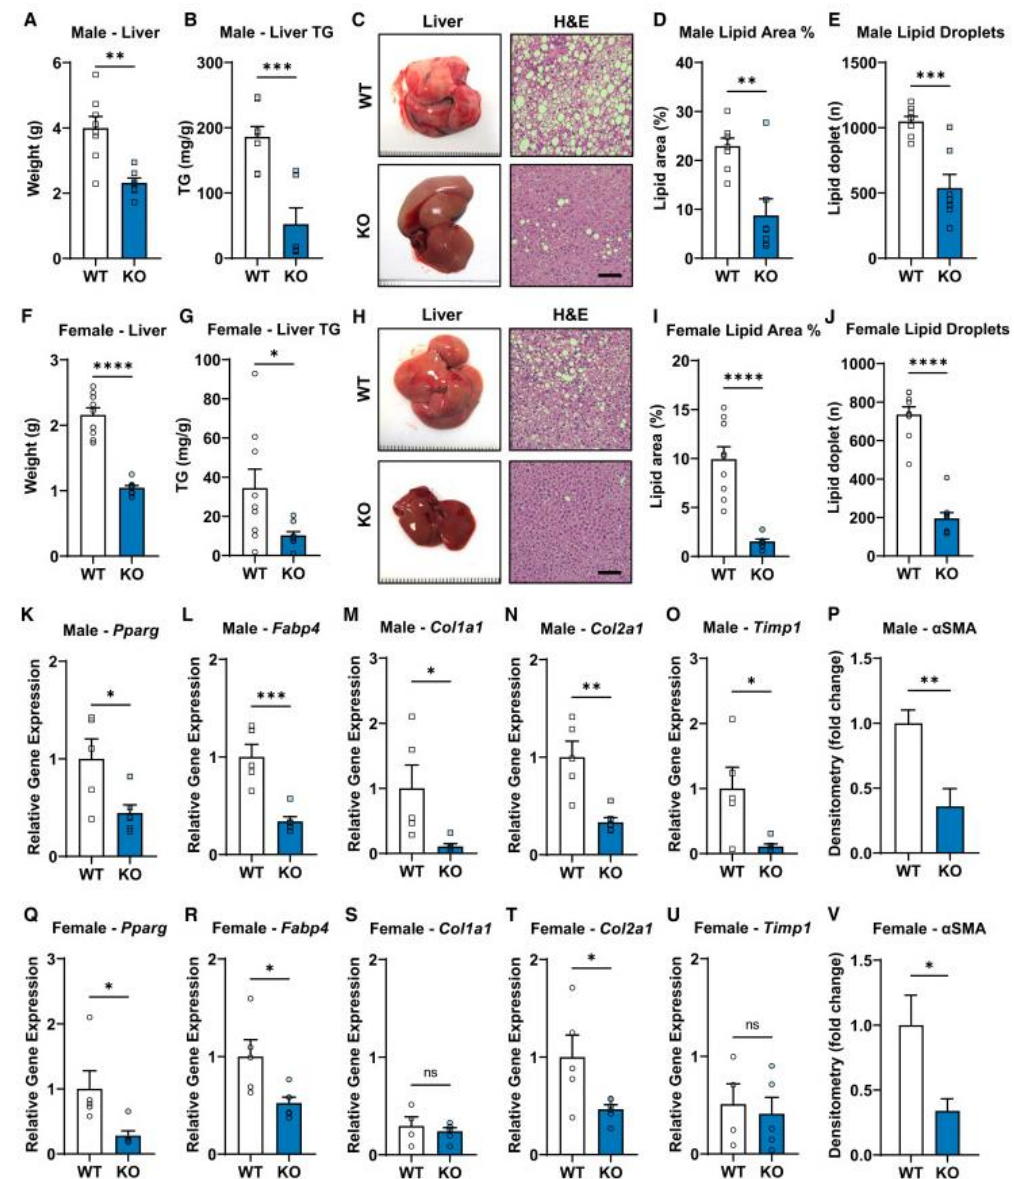 A Male - Liver
Weight (g)
6
4
2
0
**
WT KO
B Male - Liver TG
TG (mg/g)
300
200
100
0
***
WT KO
C Liver H&E
WT
KO
D Male Lipid Area %
Lipid area (%)
40
30
20
10
0
**
WT KO
E Male Lipid Droplets
Lipid doplet (n)
1500
1000
500
0
***
WT KO
F Female - Liver
Weight (g)
3
2
1
0
****
WT KO
G Female - Liver TG
TG (mg/g)
100
80
60
40
20
0
*
WT KO
H Liver H&E
WT
KO
I Female Lipid Area %
Lipid area (%)
20
15
10
5
0
****
WT KO
J Female Lipid Droplets
Lipid doplet (n)
1000
800
600
400
200
0
****
WT KO
K Male - Pparg
Relative Gene Expression
2
1
0
*
WT KO
L Male - Fabp4
Relative Gene Expression
2
1
0
***
WT KO
M Male - Col1a1
Relative Gene Expression
3
2
1
0
*
WT KO
N Male - Col2a1
Relative Gene Expression
2
1
0
**
WT KO
O Male - Timp1
Relative Gene Expression
3
2
1
0
*
WT KO
P Male - αSMA
Densitometry (fold change)
1.5
1.0
0.5
0.0
**
WT KO
Q Female - Pparg
Relative Gene Expression
3
2
1
0
*
WT KO
R Female - Fabp4
Relative Gene Expression
2
1
0
*
WT KO
S Female - Col1a1
Relative Gene Expression
2
1
0
ns
WT KO
T Female - Col2a1
Relative Gene Expression
2
1
0
*
WT KO
U Female - Timp1
Relative Gene Expression
2
1
0
ns
WT KO
V Female - αSMA
Densitometry (fold change)
1.5
1.0
0.5
0.0
*
WT KO